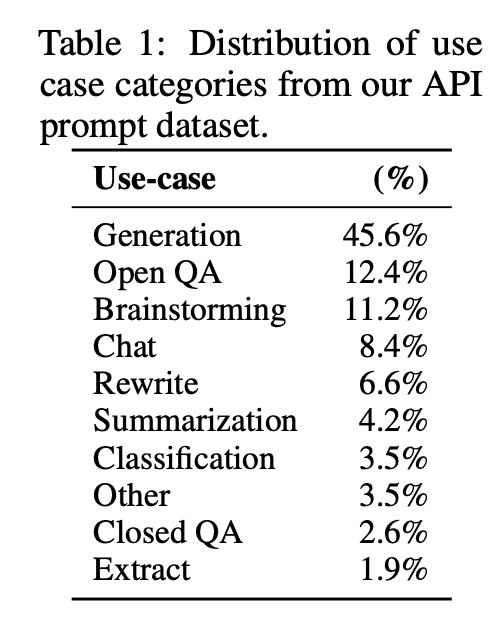 Table 1: Distribution of use
case categories from our API
prompt dataset.
Use-case (%)
Generation 45.6%
Open QA 12.4%
Brainstorming 11.2%
Chat 8.4%
Rewrite 6.6%
Summarization 4.2%
Classification 3.5%
Other 3.5%
Closed QA 2.6%
Extract 1.9%